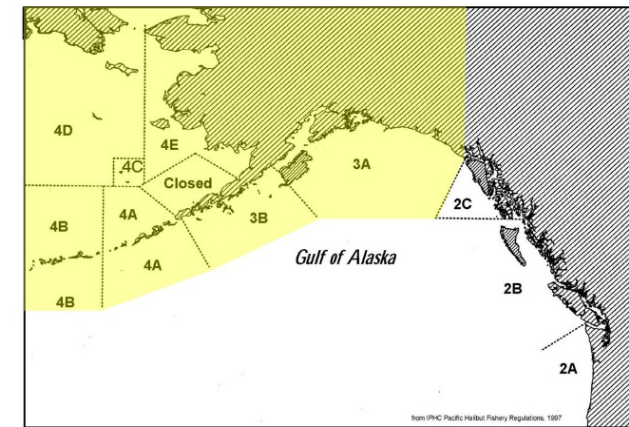 4D
4E
4C
3A
Closed
4B
4A
3B
2C
4A
Gulf of Alaska
4B
2B
2A
from IPHC Pacific Halibut Fishery Regulations, 1997